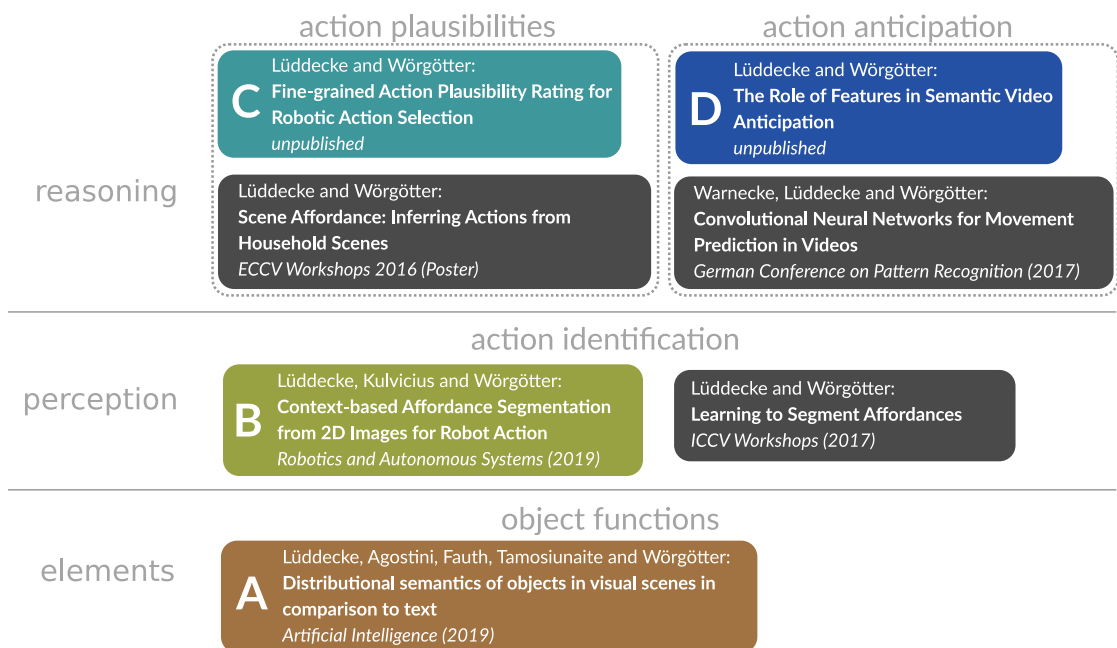 action plausibilities
action anticipation
reasoning
C
Lüddecke and Wörgötter:
Fine-grained Action Plausibility Rating for
Robotic Action Selection
unpublished
D
Lüddecke and Wörgötter:
The Role of Features in Semantic Video
Anticipation
unpublished
Lüddecke and Wörgötter:
Scene Affordance: Inferring Actions from
Household Scenes
ECCV Workshops 2016 (Poster)
Warnecke, Lüddecke and Wörgötter:
Convolutional Neural Networks for Movement
Prediction in Videos
German Conference on Pattern Recognition (2017)
action identification
perception
B
Lüddecke, Kulvicius and Wörgötter:
Context-based Affordance Segmentation
from 2D Images for Robot Action
Robotics and Autonomous Systems (2019)
Lüddecke and Wörgötter:
Learning to Segment Affordances
ICCV Workshops (2017)
object functions
elements
A
Lüddecke, Agostini, Fauth, Tamosiunaite and Wörgötter:
Distributional semantics of objects in visual scenes in
comparison to text
Artificial Intelligence (2019)